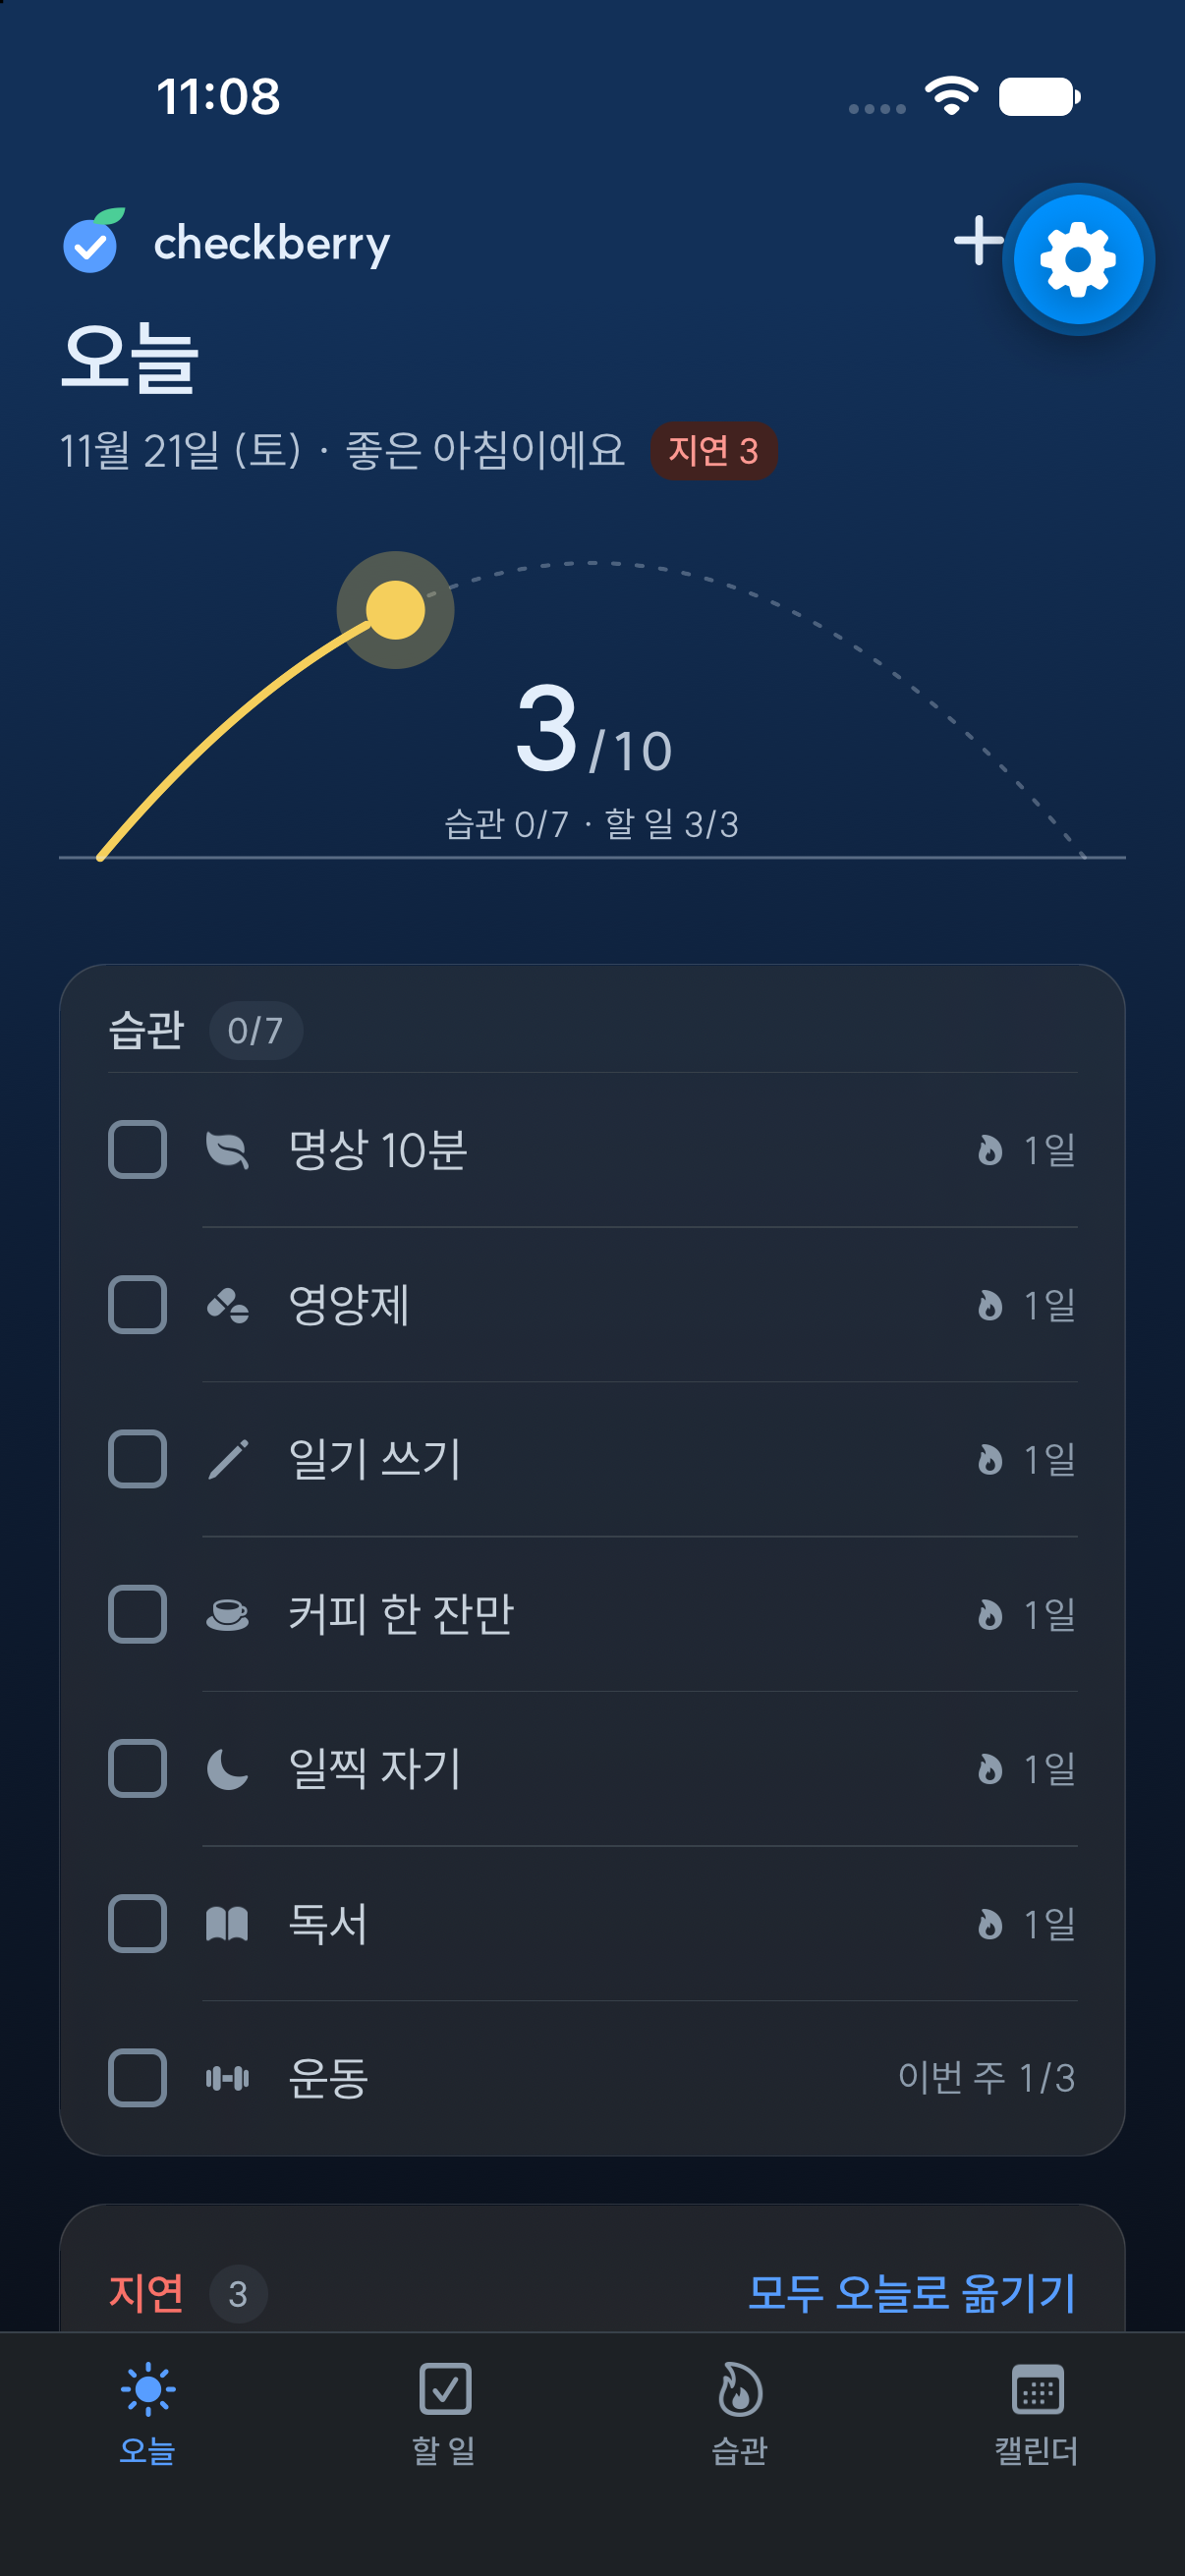 11:08
checkberry
오늘
11월 21일 (토) · 좋은 아침이에요 지연 3
3/10
습관 0/7 · 할 일 3/3
습관 0/7
명상 10분 1일
영양제 1일
일기 쓰기 1일
커피 한 잔만 1일
일찍 자기 1일
독서 1일
운동 이번 주 1/3
지연 3 모두 오늘로 옮기기
오늘 할 일 습관 캘린더